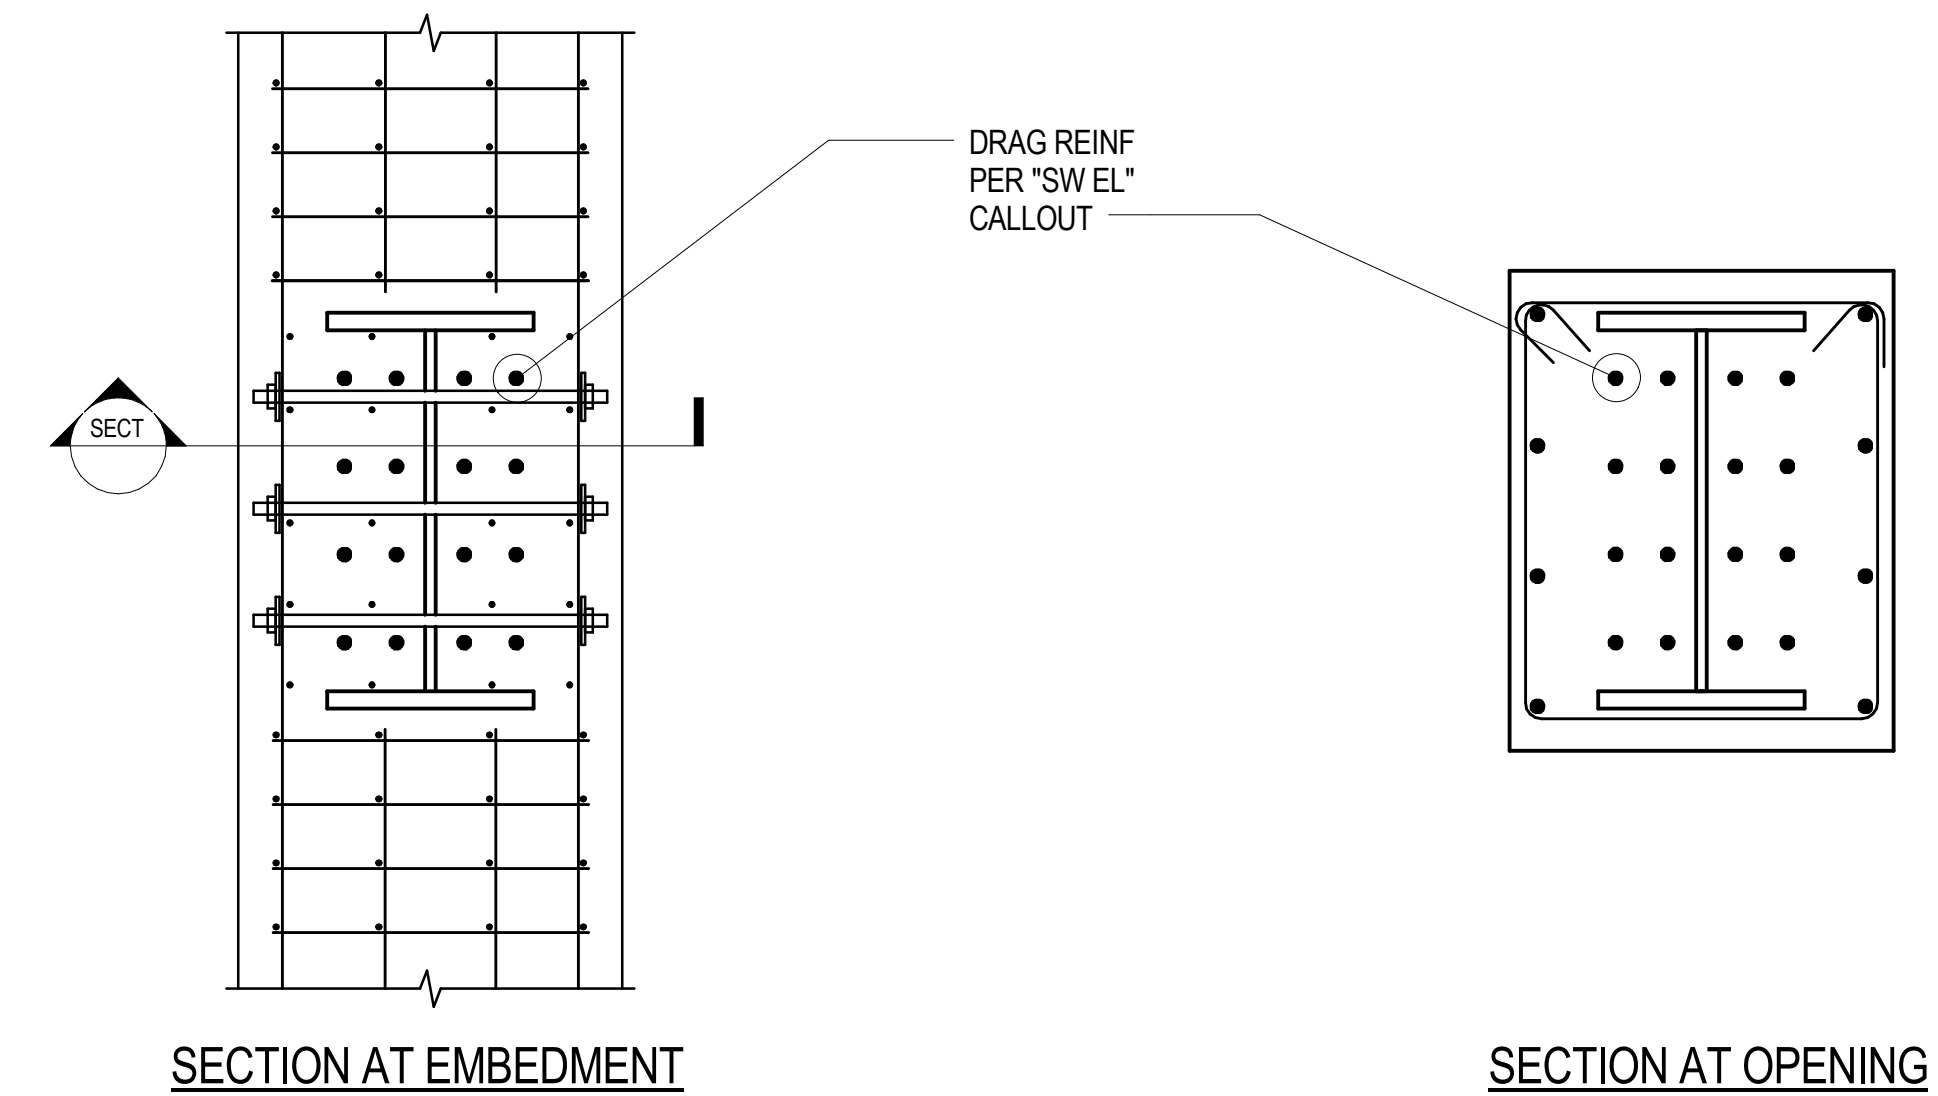 DRAG REINF
PER "SW EL"
CALLOUT
SECT
SECTION AT EMBEDMENT
SECTION AT OPENING